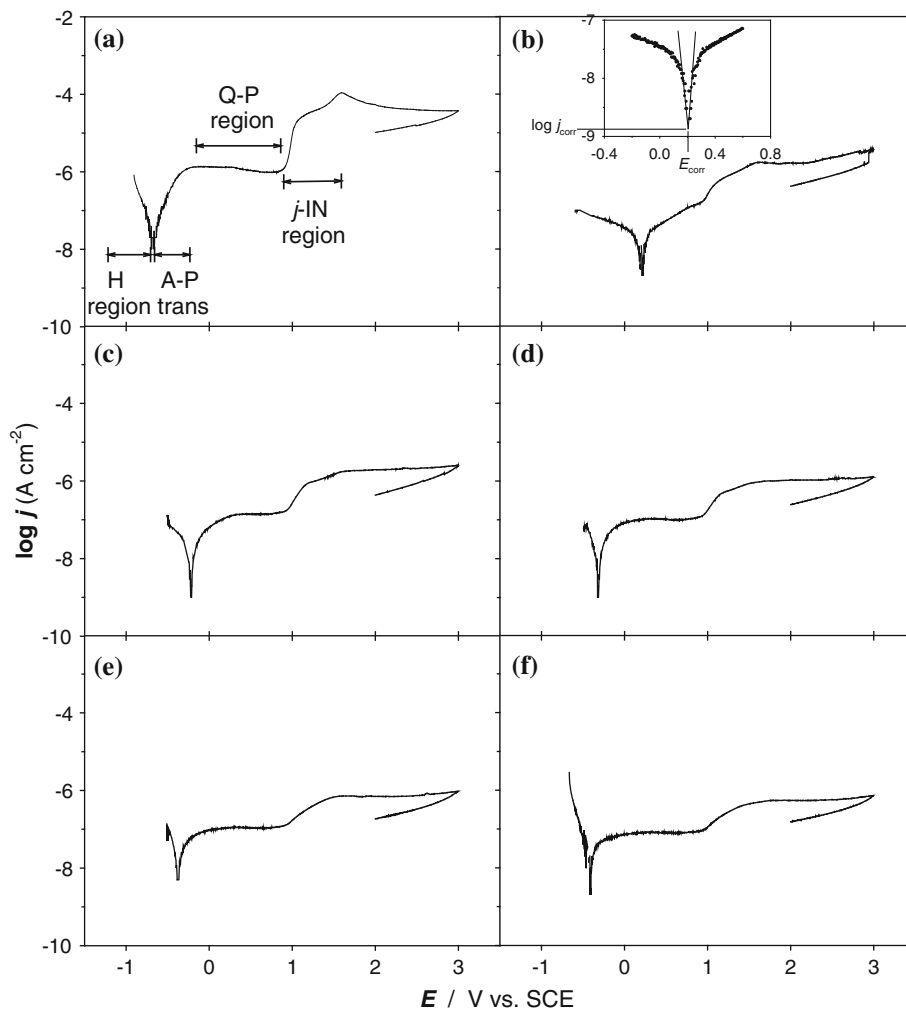 (a)
-2
-4
-6
-8
-10
Q-P
region
j-IN
region
H
region
A-P
trans
(b)
-7
-8
-9
-0.4
0.0
0.4
0.8
log jcorr
Ecorr
(c)
-4
-6
-8
-10
(d)
(e)
-4
-6
-8
-10
(f)
-1
0
1
2
3
-1
0
1
2
3
log j (A cm-2)
E / V vs. SCE